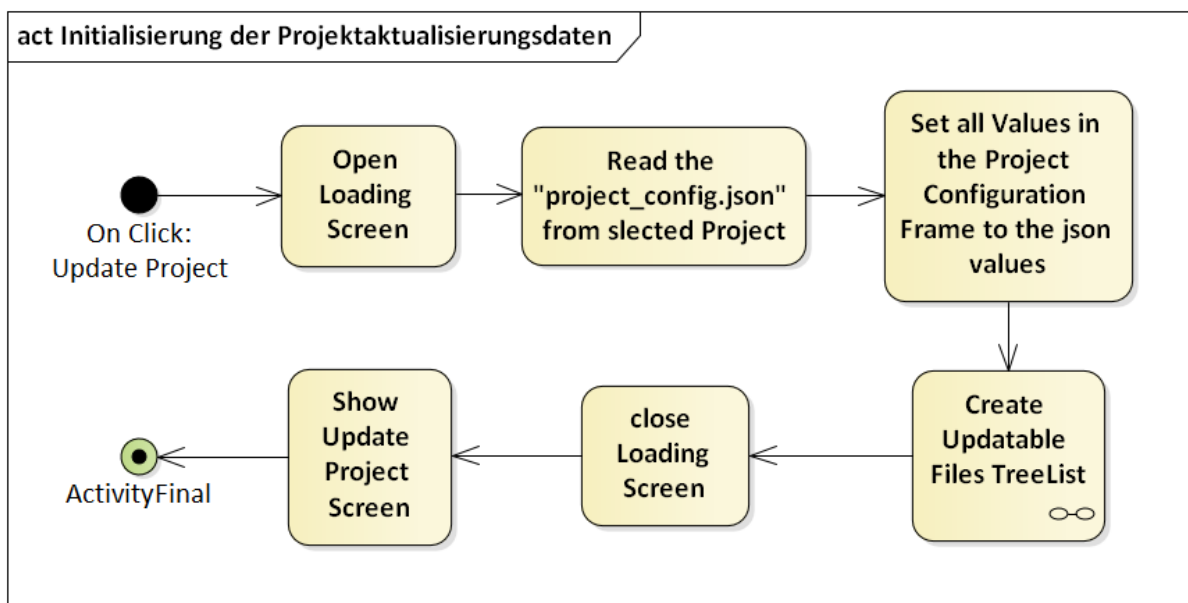 act Initialisierung der Projektaktualisierungsdaten
On Click:
Update Project
Open
Loading
Screen
Read the
"project_config.json"
from slected Project
Set all Values in
the Project
Configuration
Frame to the json
values
Create
Updatable
Files TreeList
close
Loading
Screen
Show
Update
Project
Screen
ActivityFinal